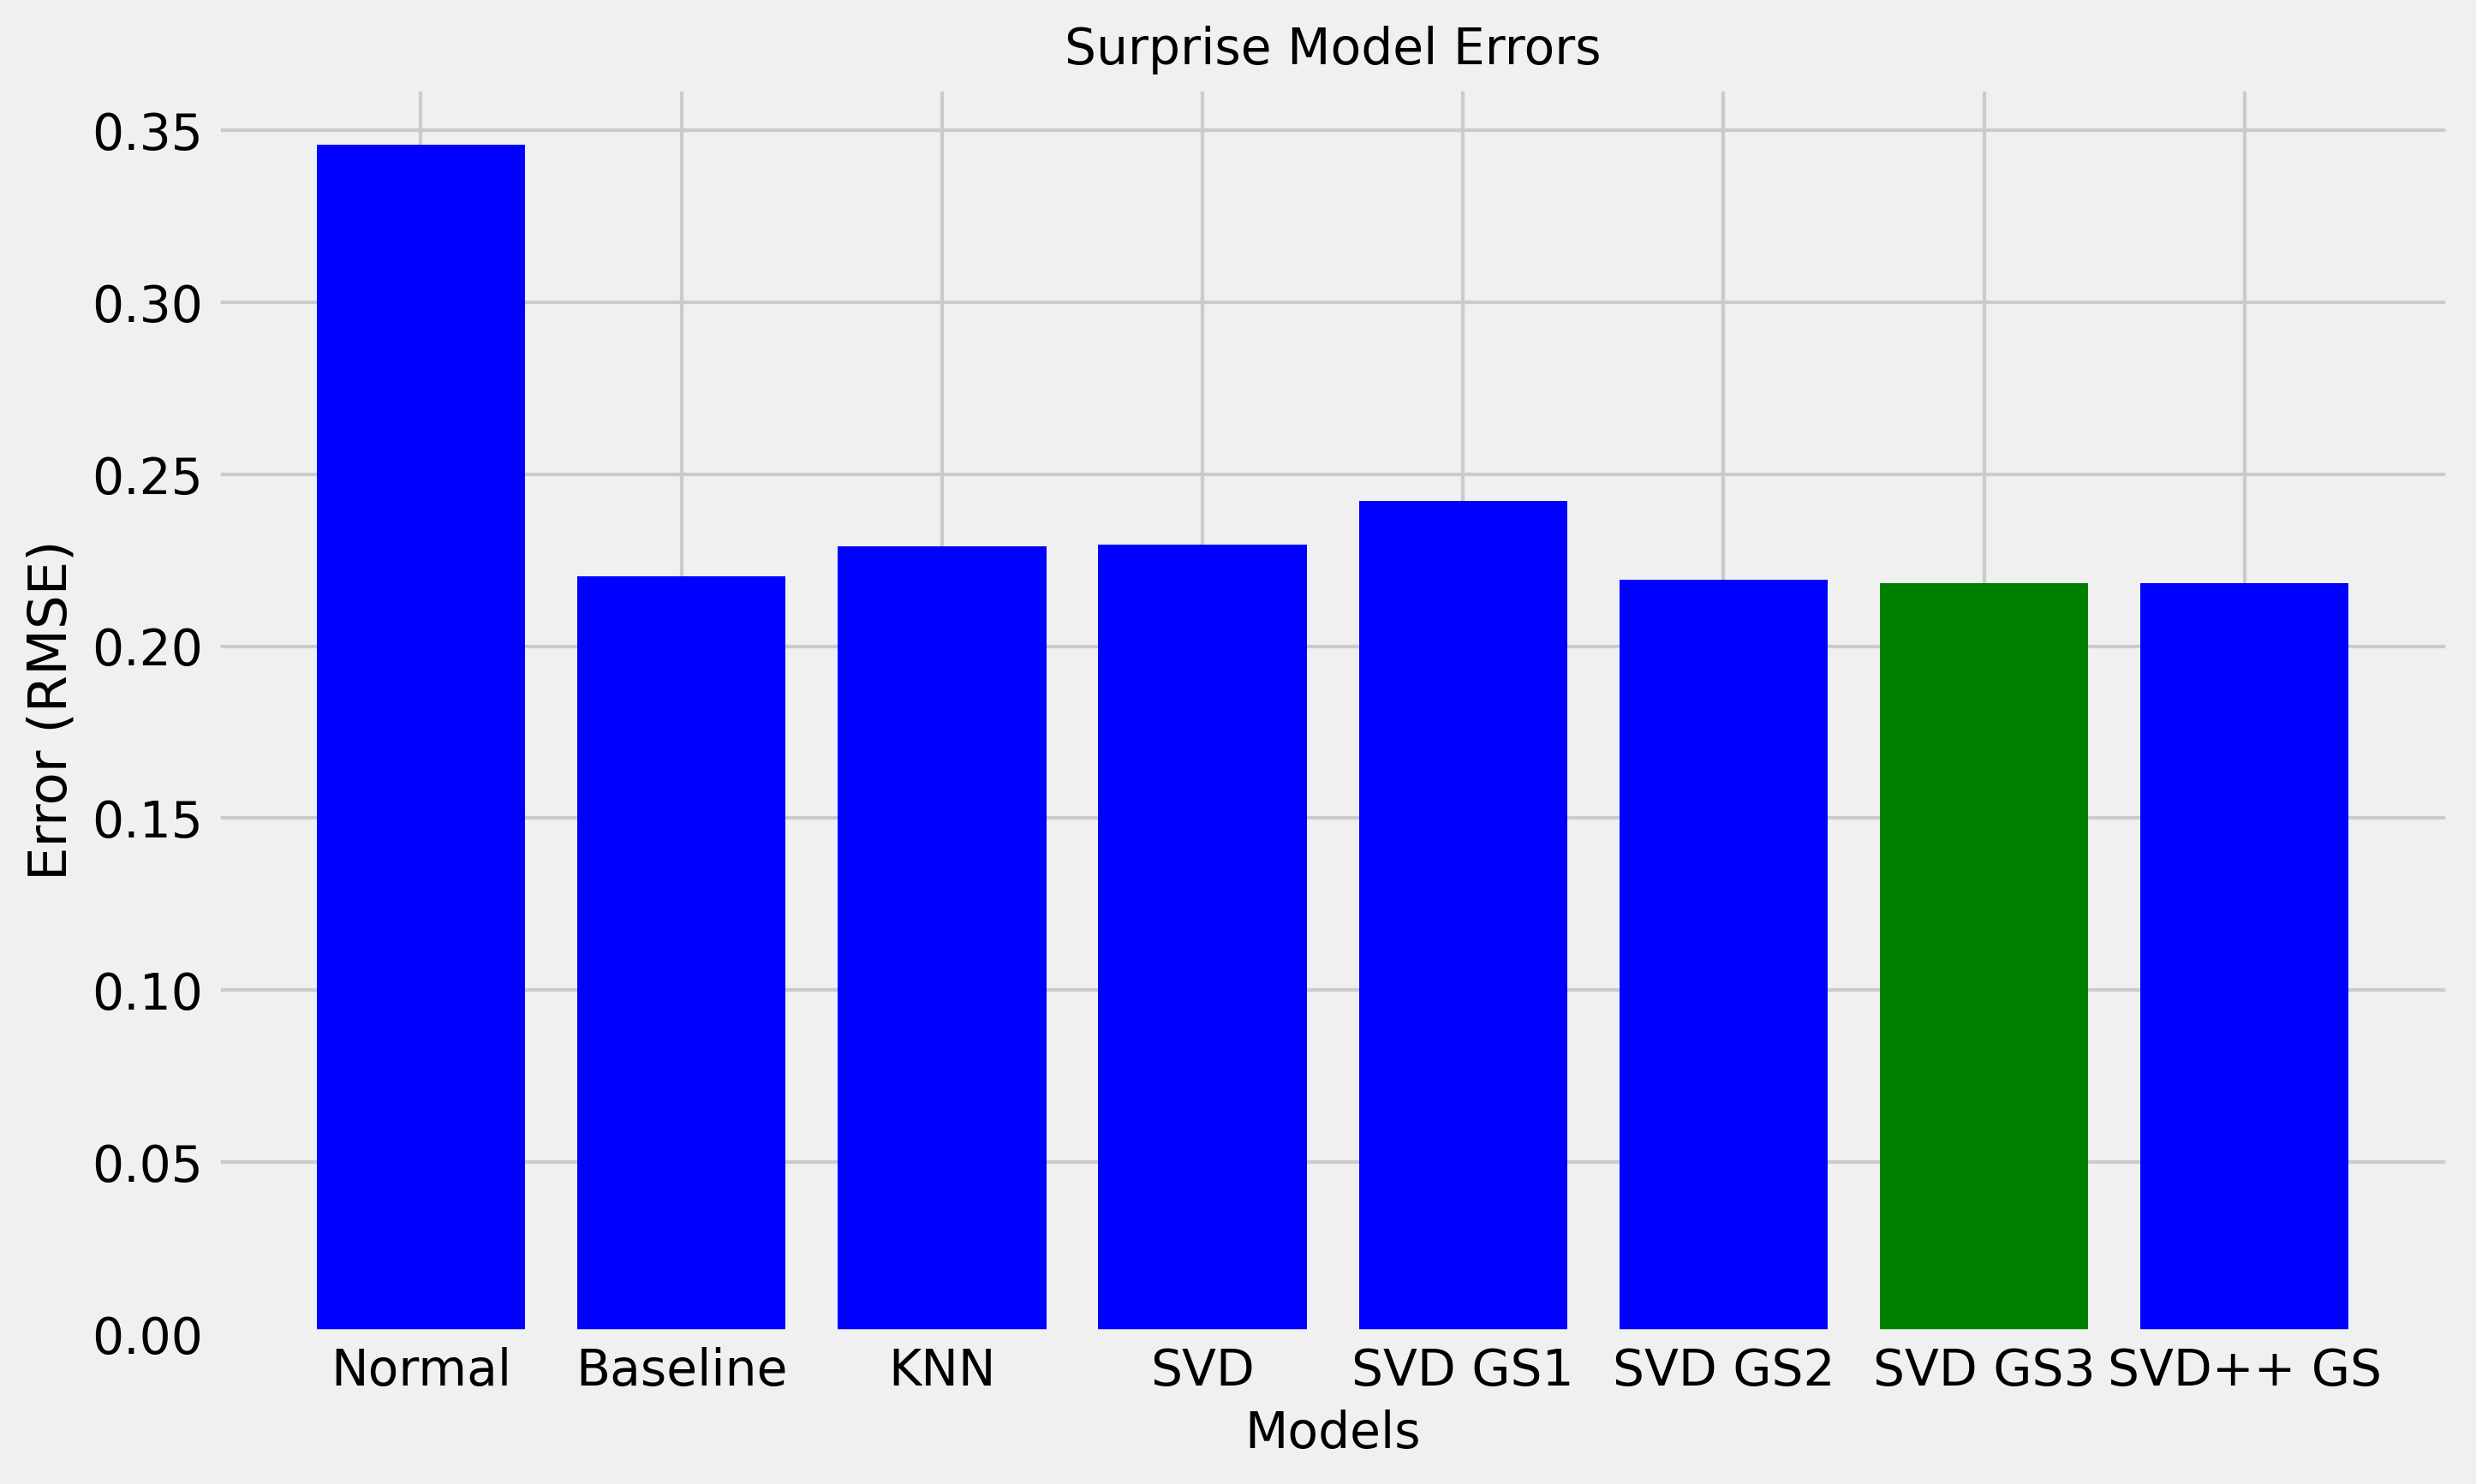 Surprise Model Errors
Error (RMSE)
0.35
0.30
0.25
0.20
0.15
0.10
0.05
0.00
Normal Baseline KNN SVD SVD GS1 SVD GS2 SVD GS3 SVD++ GS
Models